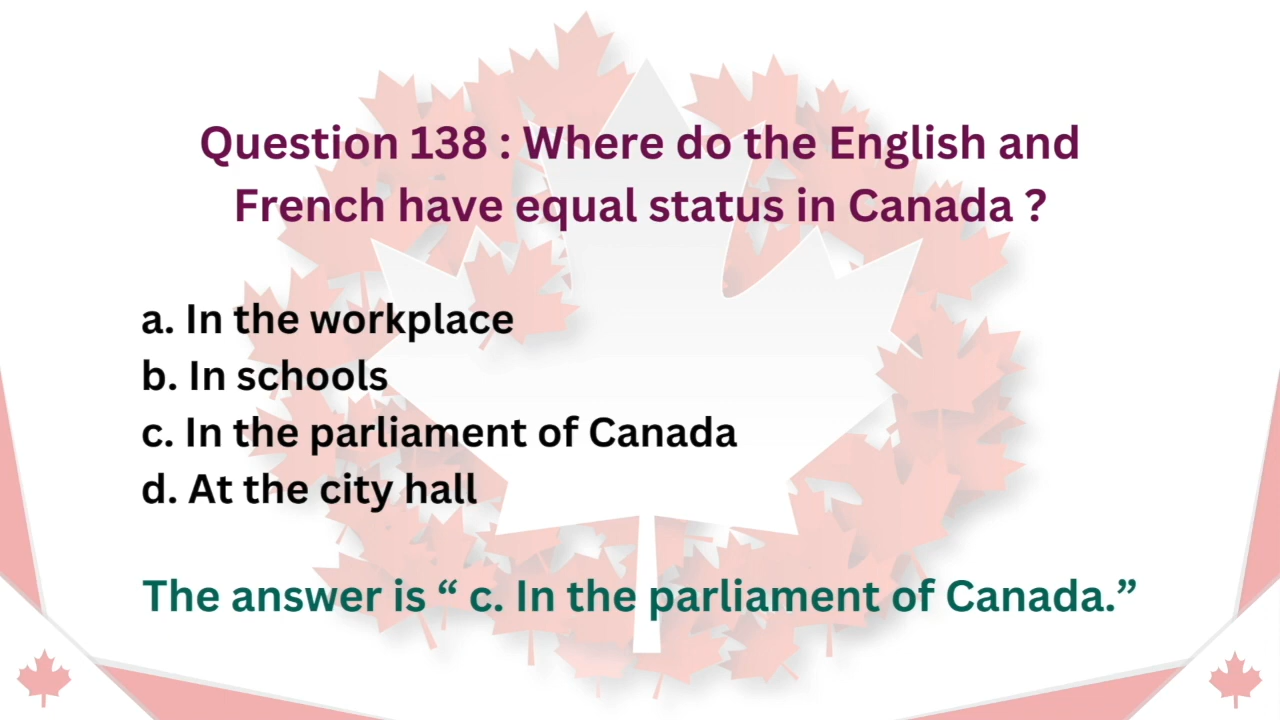 Question 138 : Where do the English and
French have equal status in Canada ?
a. In the workplace
b. In schools
c. In the parliament of Canada
d. At the city hall
The answer is “ c. In the parliament of Canada.”